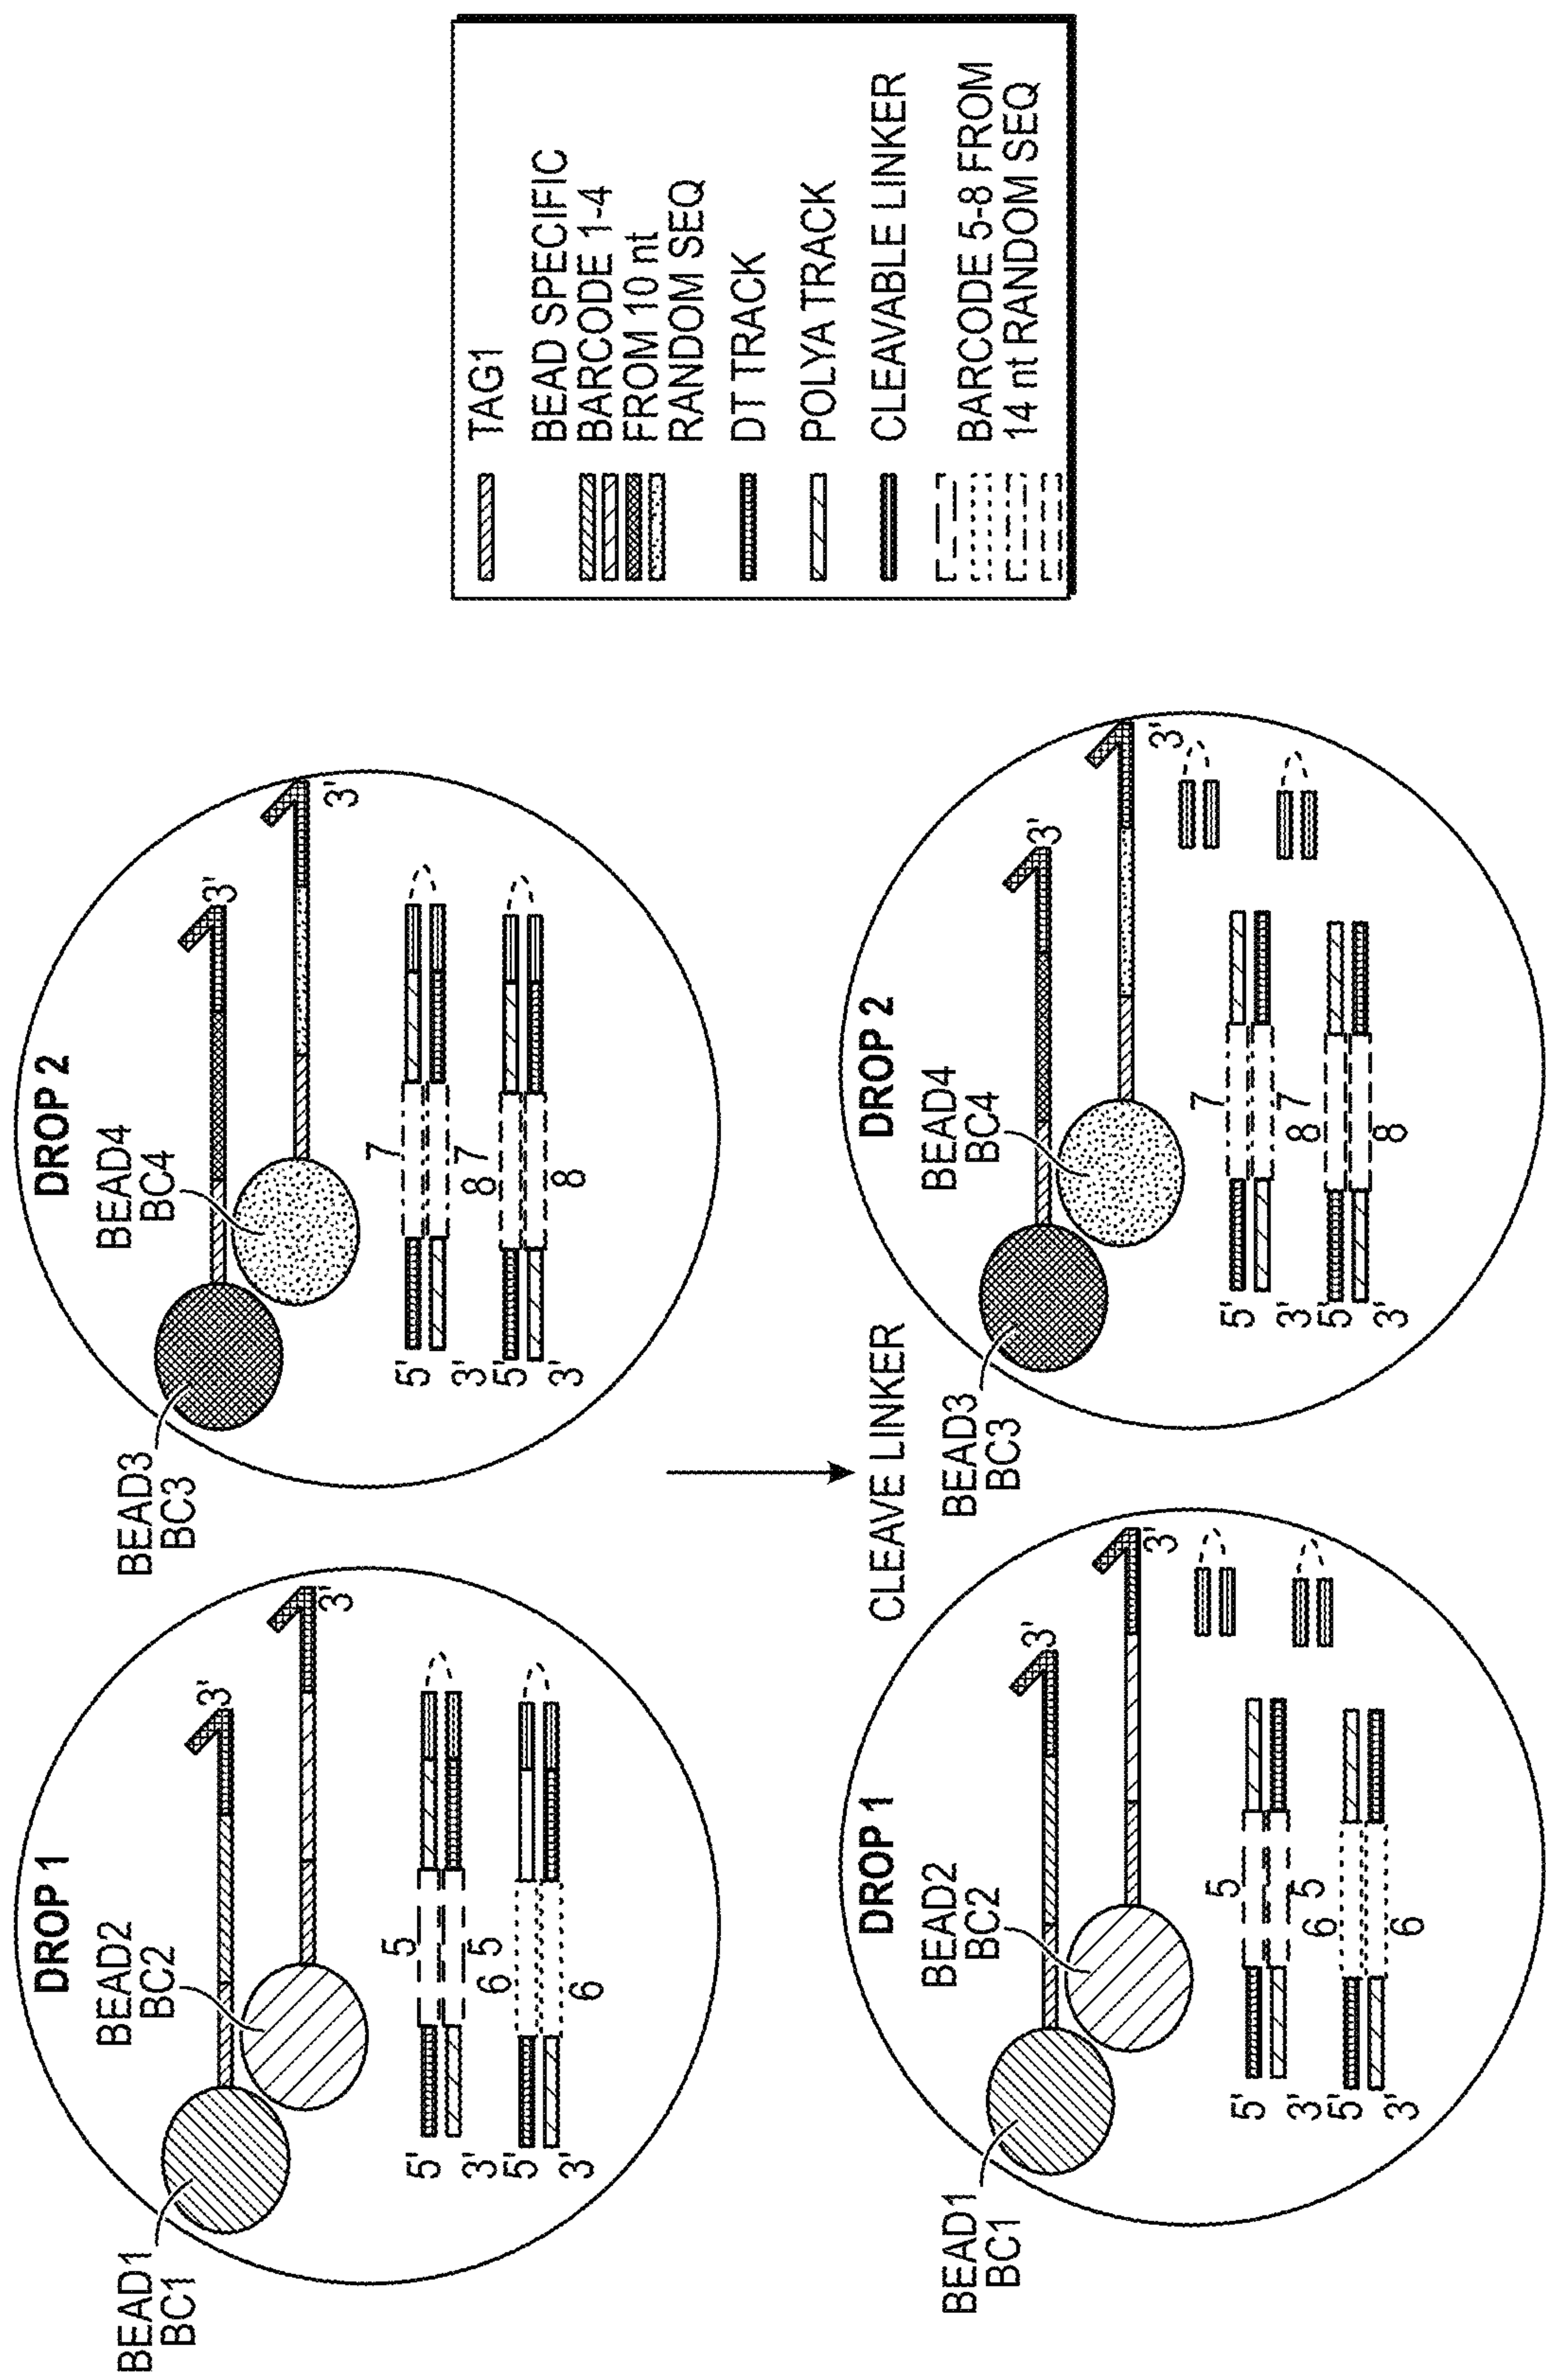 DROP 1
BEAD1
BC1
BEAD2
BC2
3'
3'
5
5'
3'
5
6
5'
3'
6
DROP 2
BEAD3
BC3
BEAD4
BC4
3'
3'
7
5'
3'
7
8
5'
3'
8
CLEAVE LINKER
DROP 1
BEAD1
BC1
BEAD2
BC2
3'
3'
5
5'
3'
5
6
5'
3'
6
DROP 2
BEAD3
BC3
BEAD4
BC4
3'
3'
7
5'
3'
7
8
5'
3'
8
TAG1
BEAD SPECIFIC
BARCODE 1-4
FROM 10 nt
RANDOM SEQ
DT TRACK
POLYA TRACK
CLEAVABLE LINKER
BARCODE 5-8 FROM
14 nt RANDOM SEQ